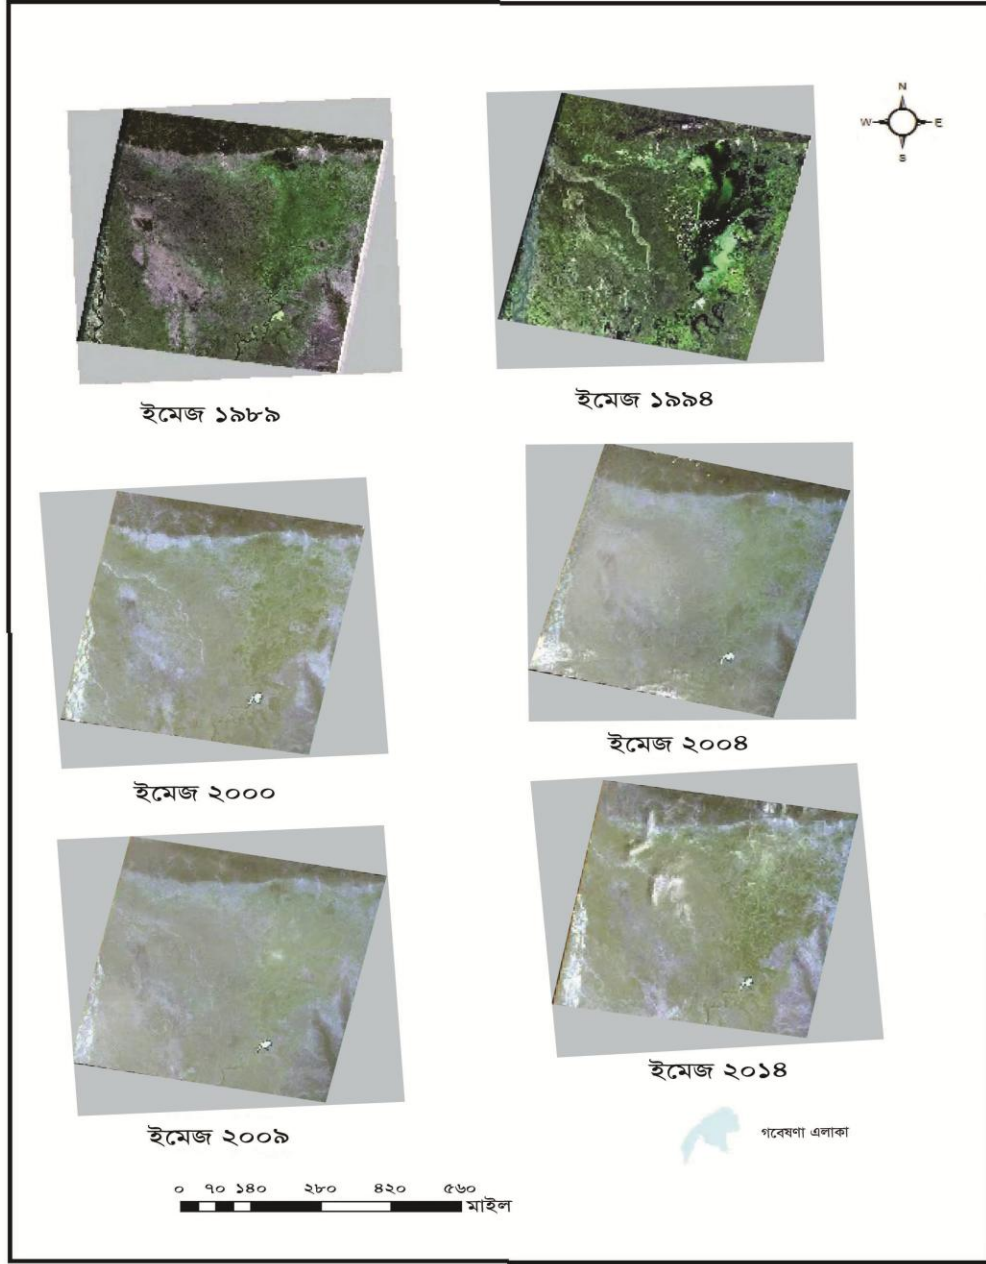 N
W E
S
ইমেজ ১৯৮৯
ইমেজ ১৯৯৪
ইমেজ ২০০০
ইমেজ ২০০৪
ইমেজ ২০০৯
ইমেজ ২০১৪
গবেষণা এলাকা
০ ৭০ ১৪০ ২৮০ ৪২০ ৫৬০
মাইল